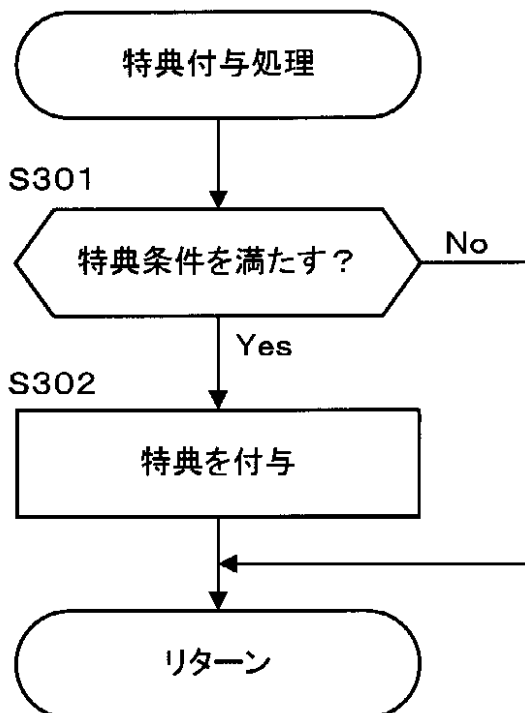 特典付与処理
S301
特典条件を満たす？
No
Yes
S302
特典を付与
リターン